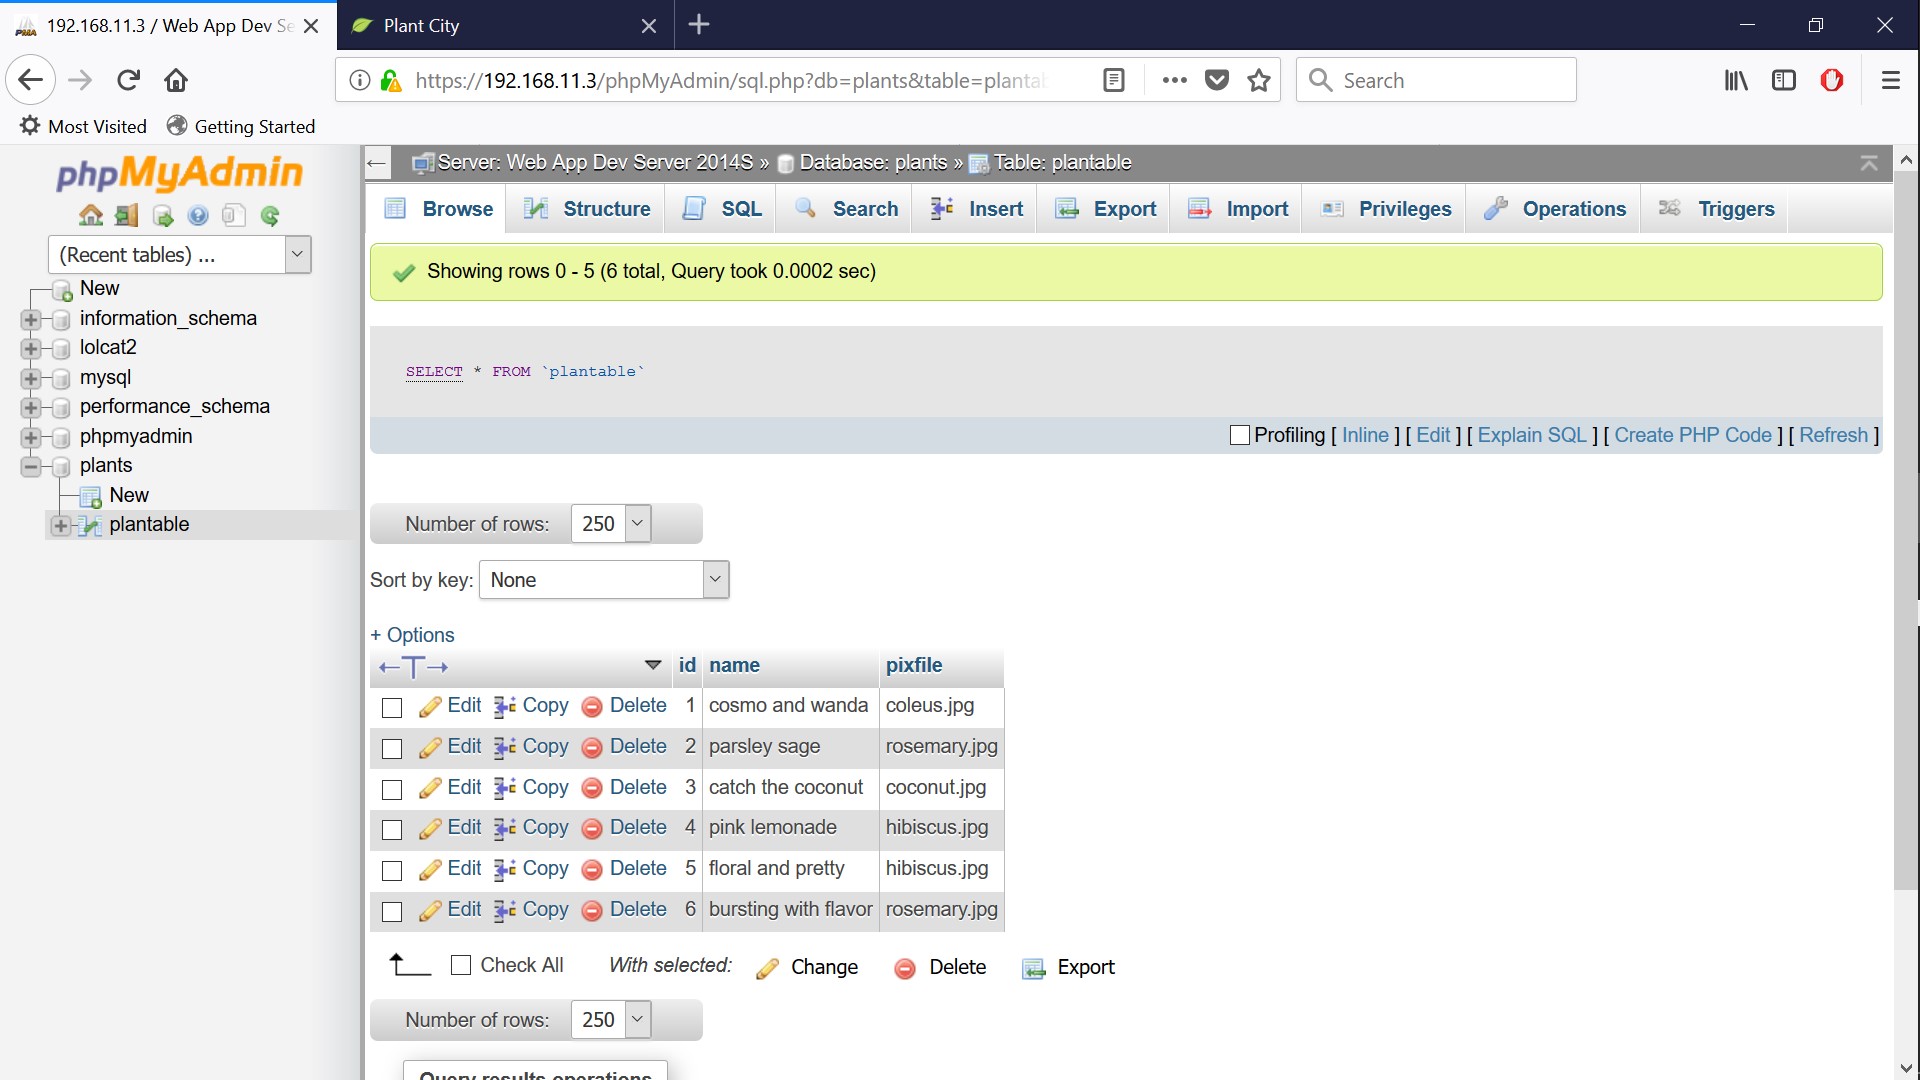 192.168.11.3 / Web App Dev Se
Plant City
https://192.168.11.3/phpMyAdmin/sql.php?db=plants&table=planta
Search
Most Visited
Getting Started
phpMyAdmin
(Recent tables) ...
New
information_schema
lolcat2
mysql
performance_schema
phpmyadmin
plants
New
plantable
Server: Web App Dev Server 2014S » Database: plants » Table: plantable
Browse Structure SQL Search Insert Export Import Privileges Operations Triggers
Showing rows 0 - 5 (6 total, Query took 0.0002 sec)
SELECT * FROM `plantable`
Profiling [ Inline ] [ Edit ] [ Explain SQL ] [ Create PHP Code ] [ Refresh ]
Number of rows: 250
Sort by key: None
+ Options
←T→ id name pixfile
Edit Copy Delete 1 cosmo and wanda coleus.jpg
Edit Copy Delete 2 parsley sage rosemary.jpg
Edit Copy Delete 3 catch the coconut coconut.jpg
Edit Copy Delete 4 pink lemonade hibiscus.jpg
Edit Copy Delete 5 floral and pretty hibiscus.jpg
Edit Copy Delete 6 bursting with flavor rosemary.jpg
Check All With selected: Change Delete Export
Number of rows: 250
Query results operations